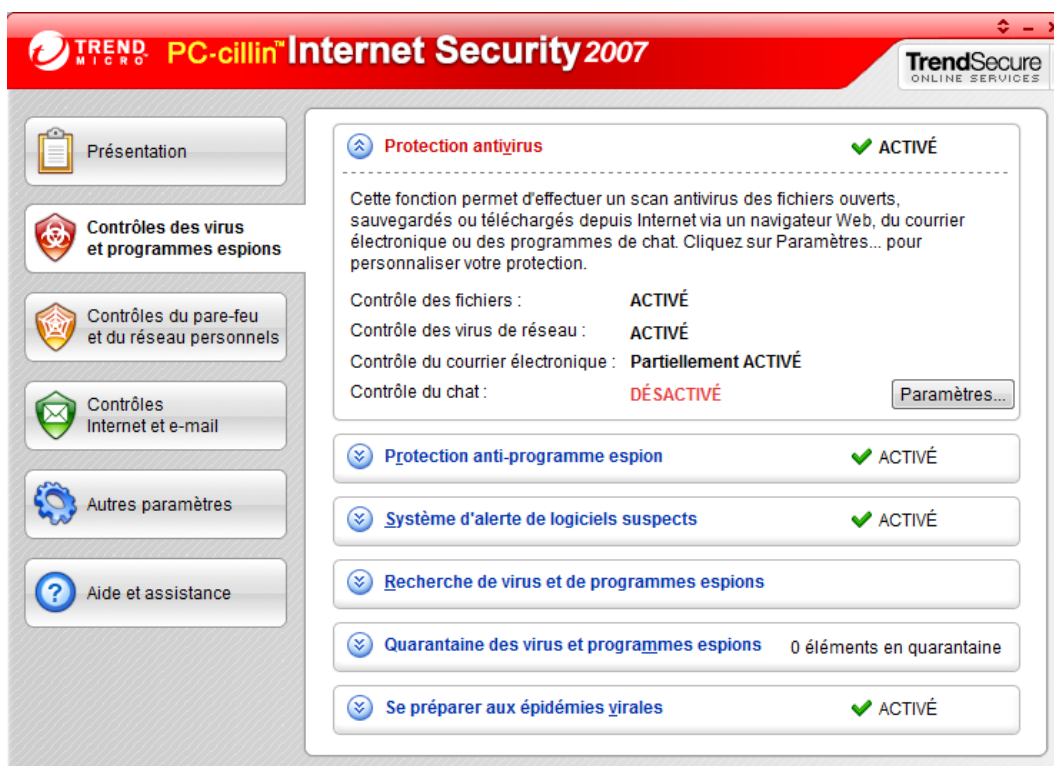 TREND MICRO PC-cillin™ Internet Security 2007
TrendSecure
ONLINE SERVICES
Présentation
Contrôles des virus
et programmes espions
Contrôles du pare-feu
et du réseau personnels
Contrôles
Internet et e-mail
Autres paramètres
Aide et assistance
Protection antivirus ACTIVÉ
Cette fonction permet d'effectuer un scan antivirus des fichiers ouverts,
sauvegardés ou téléchargés depuis Internet via un navigateur Web, du courrier
électronique ou des programmes de chat. Cliquez sur Paramètres... pour
personnaliser votre protection.
Contrôle des fichiers : ACTIVÉ
Contrôle des virus de réseau : ACTIVÉ
Contrôle du courrier électronique : Partiellement ACTIVÉ
Contrôle du chat : DÉSACTIVÉ Paramètres...
Protection anti-programme espion ACTIVÉ
Système d'alerte de logiciels suspects ACTIVÉ
Recherche de virus et de programmes espions
Quarantaine des virus et programmes espions 0 éléments en quarantaine
Se préparer aux épidémies virales ACTIVÉ